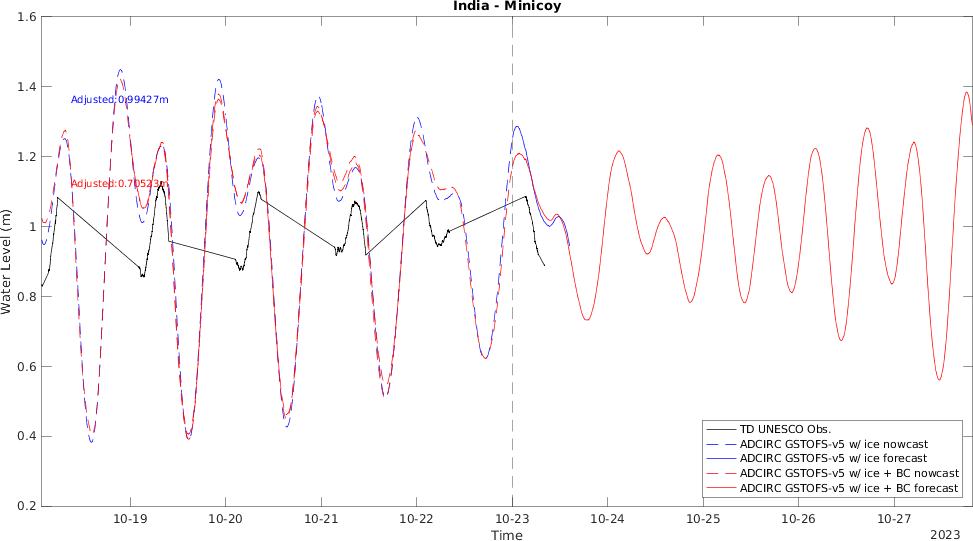 India - Minicoy
1.6
1.4
1.2
1
0.8
0.6
0.4
0.2
Water Level (m)
Adjusted:0.99427m
TD UNESCO Obs.
ADCIRC GSTOFS-v5 w/ ice nowcast
ADCIRC GSTOFS-v5 w/ ice forecast
ADCIRC GSTOFS-v5 w/ ice + BC nowcast
ADCIRC GSTOFS-v5 w/ ice + BC forecast
10-19
10-20
10-21
10-22
10-23
10-24
10-25
10-26
10-27
Time
2023